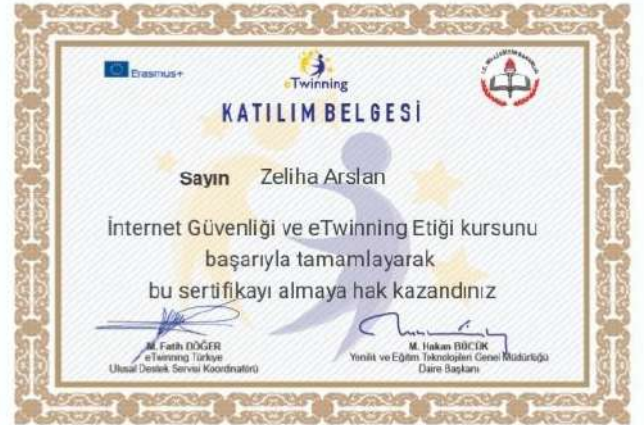 Erasmus+
eTwinning
KATILIM BELGESİ
Sayın Zeliha Arslan
İnternet Güvenliği ve eTwinning Etiği kursunu
başarıyla tamamlayarak
bu sertifikayı almaya hak kazandınız
M. Fatih DÖĞER
eTwinning Türkiye
Ulusal Destek Servisi Koordinatörü
M. Hakan BÜCÜK
Yenilik ve Eğitim Teknolojileri Genel Müdürlüğü
Daire Başkanı